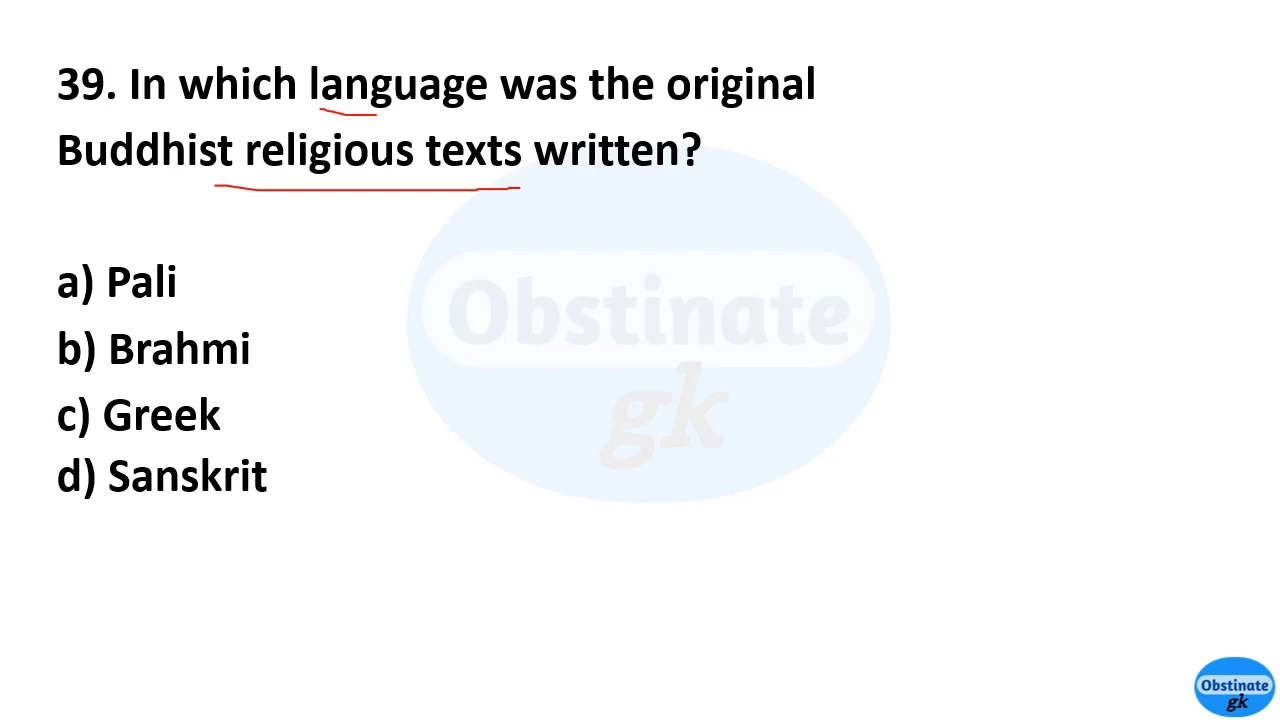 39. In which language was the original
Buddhist religious texts written?
a) Pali
b) Brahmi
c) Greek
d) Sanskrit
Obstinate
gk
Obstinate
gk